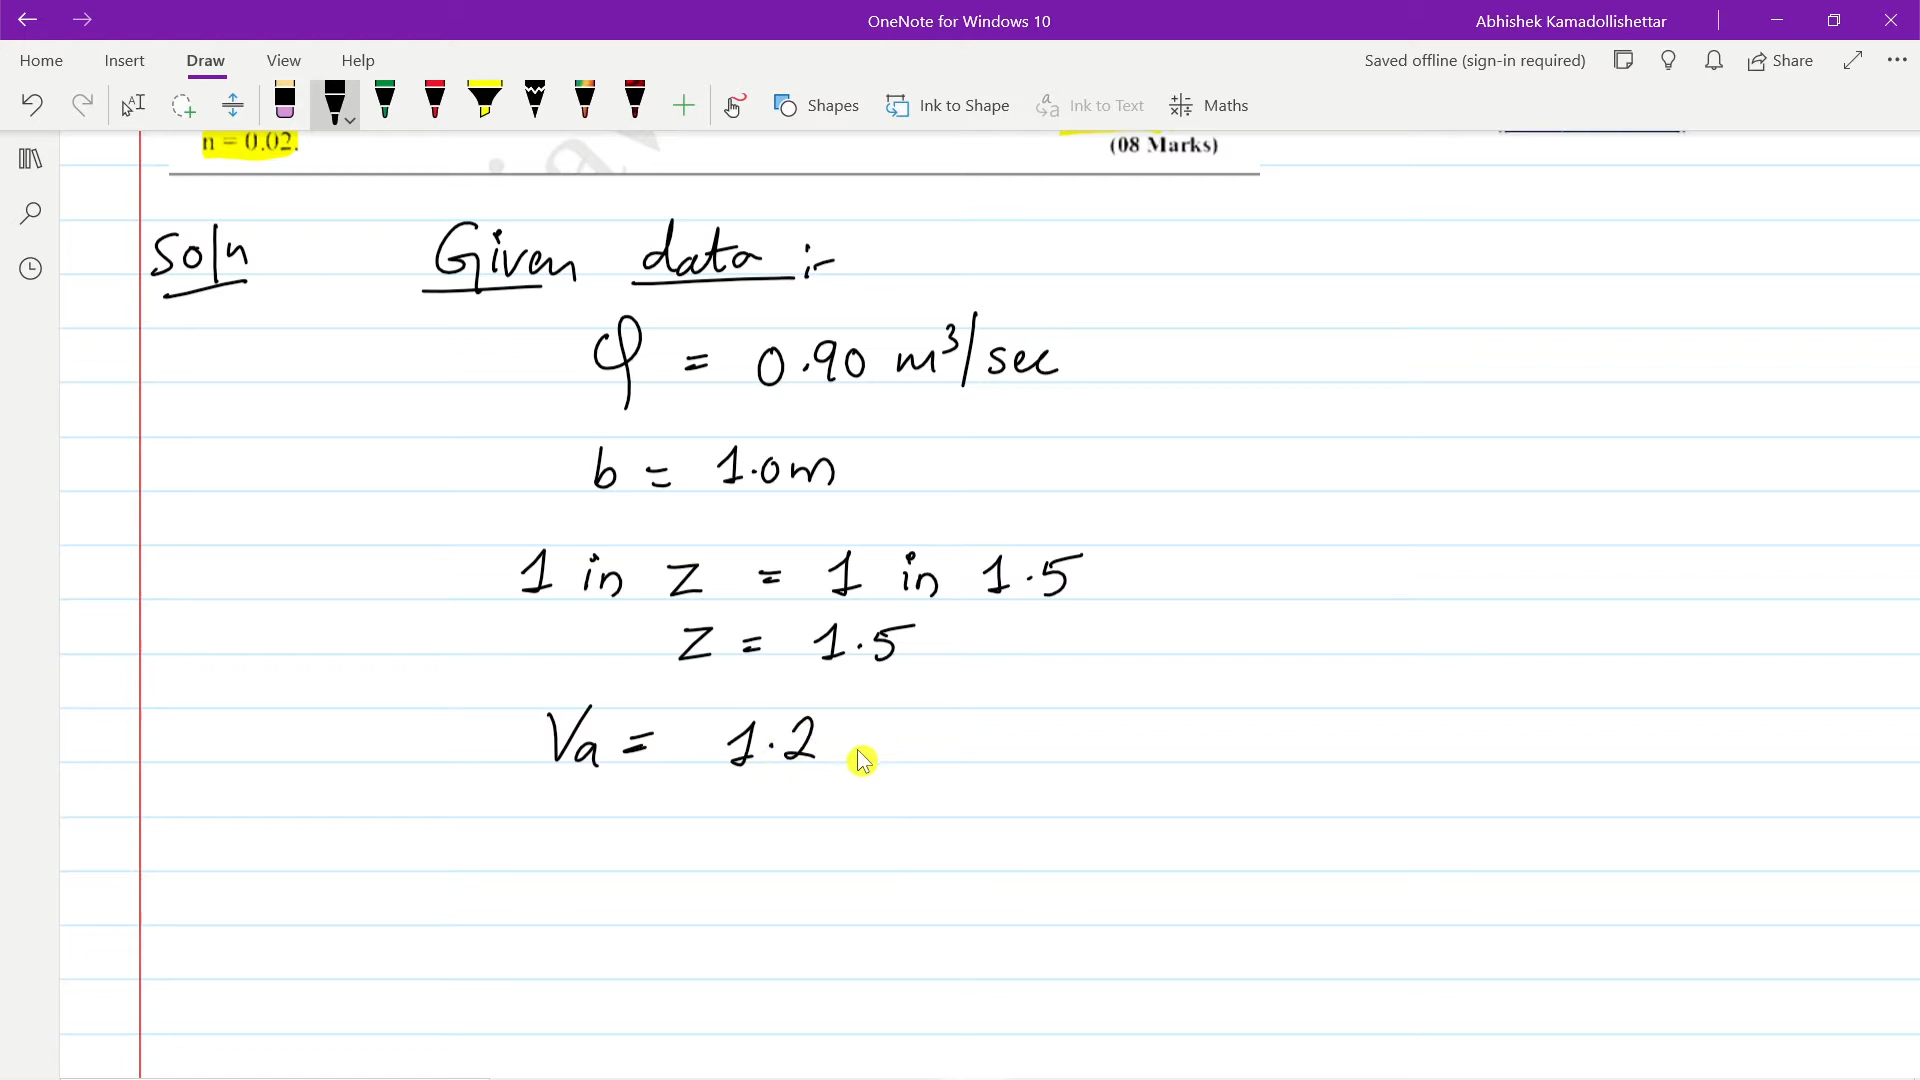 OneNote for Windows 10
Abhishek Kamadollishettar
Home Insert Draw View Help
Saved offline (sign-in required) Share
Shapes Ink to Shape Ink to Text Maths
n = 0.02.
(08 Marks)
Soln Given data :-
Q = 0.90 m³/sec
b = 1.0m
1 in Z = 1 in 1.5
Z = 1.5
Va = 1.2